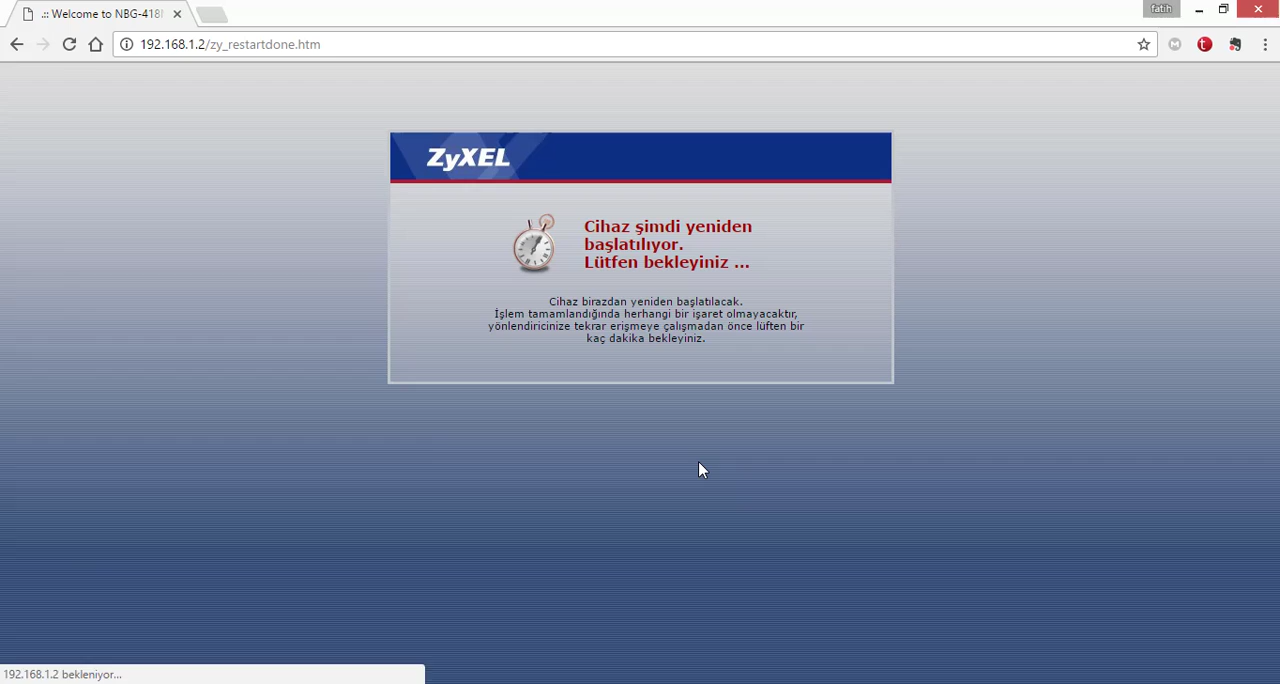 .:: Welcome to NBG-418
fatih
192.168.1.2/zy_restartdone.htm
ZyXEL
Cihaz şimdi yeniden
başlatılıyor.
Lütfen bekleyiniz ...
Cihaz birazdan yeniden başlatılacak.
İşlem tamamlandığında herhangi bir işaret olmayacaktır,
yönlendiricinize tekrar erişmeye çalışmadan önce lüften bir
kaç dakika bekleyiniz.
192.168.1.2 bekleniyor...